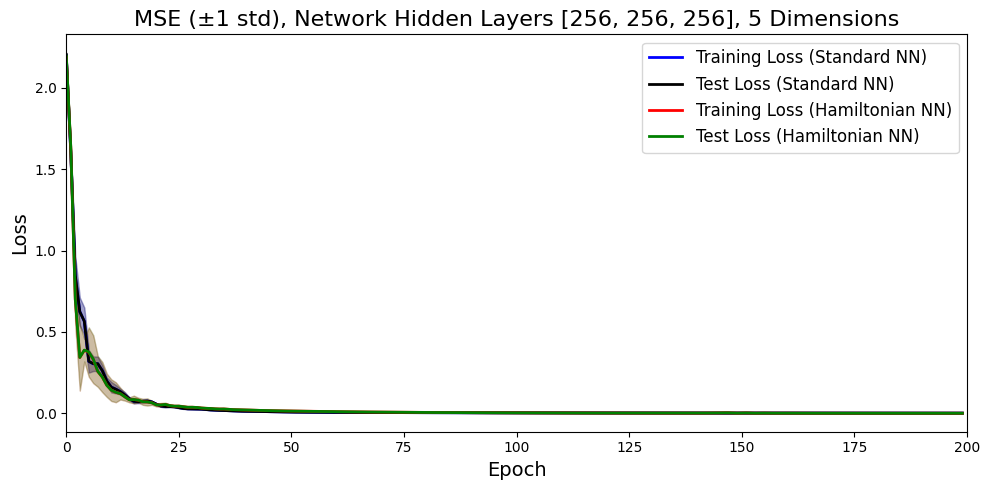 MSE (±1 std), Network Hidden Layers [256, 256, 256], 5 Dimensions
Training Loss (Standard NN)
Test Loss (Standard NN)
Training Loss (Hamiltonian NN)
Test Loss (Hamiltonian NN)
Loss
2.0
1.5
1.0
0.5
0.0
0 25 50 75 100 125 150 175 200
Epoch